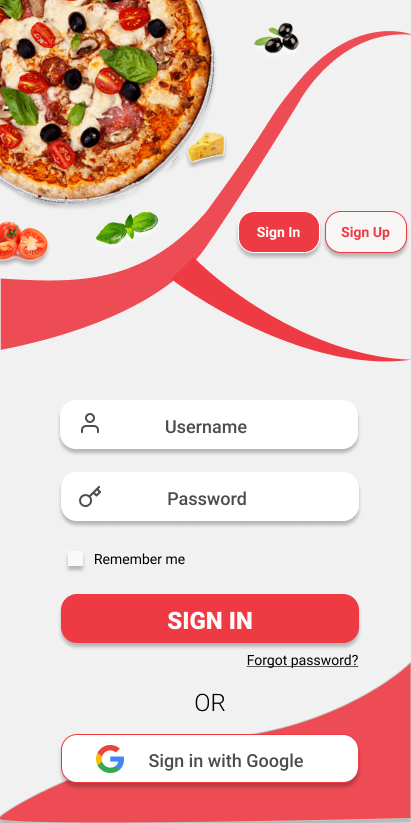 Sign In
Sign Up
Username
Password
Remember me
SIGN IN
Forgot password?
OR
Sign in with Google